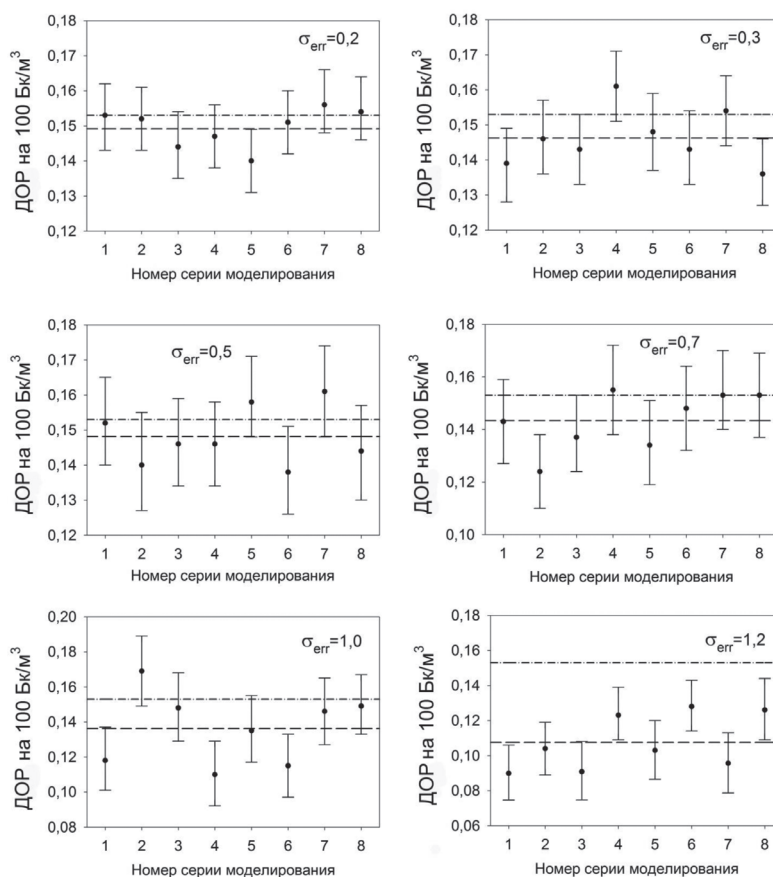 0,18
0,17
0,16
0,15
0,14
0,13
0,12
ДОР на 100 Бк/м³
σerr=0,2
1 2 3 4 5 6 7 8
Номер серии моделирования
0,18
0,17
0,16
0,15
0,14
0,13
0,12
ДОР на 100 Бк/м³
σerr=0,3
1 2 3 4 5 6 7 8
Номер серии моделирования
0,18
0,17
0,16
0,15
0,14
0,13
0,12
ДОР на 100 Бк/м³
σerr=0,5
1 2 3 4 5 6 7 8
Номер серии моделирования
0,18
0,16
0,14
0,12
0,10
ДОР на 100 Бк/м³
σerr=0,7
1 2 3 4 5 6 7 8
Номер серии моделирования
0,20
0,18
0,16
0,14
0,12
0,10
0,08
ДОР на 100 Бк/м³
σerr=1,0
1 2 3 4 5 6 7 8
Номер серии моделирования
0,18
0,16
0,14
0,12
0,10
0,08
0,06
ДОР на 100 Бк/м³
σerr=1,2
1 2 3 4 5 6 7 8
Номер серии моделирования